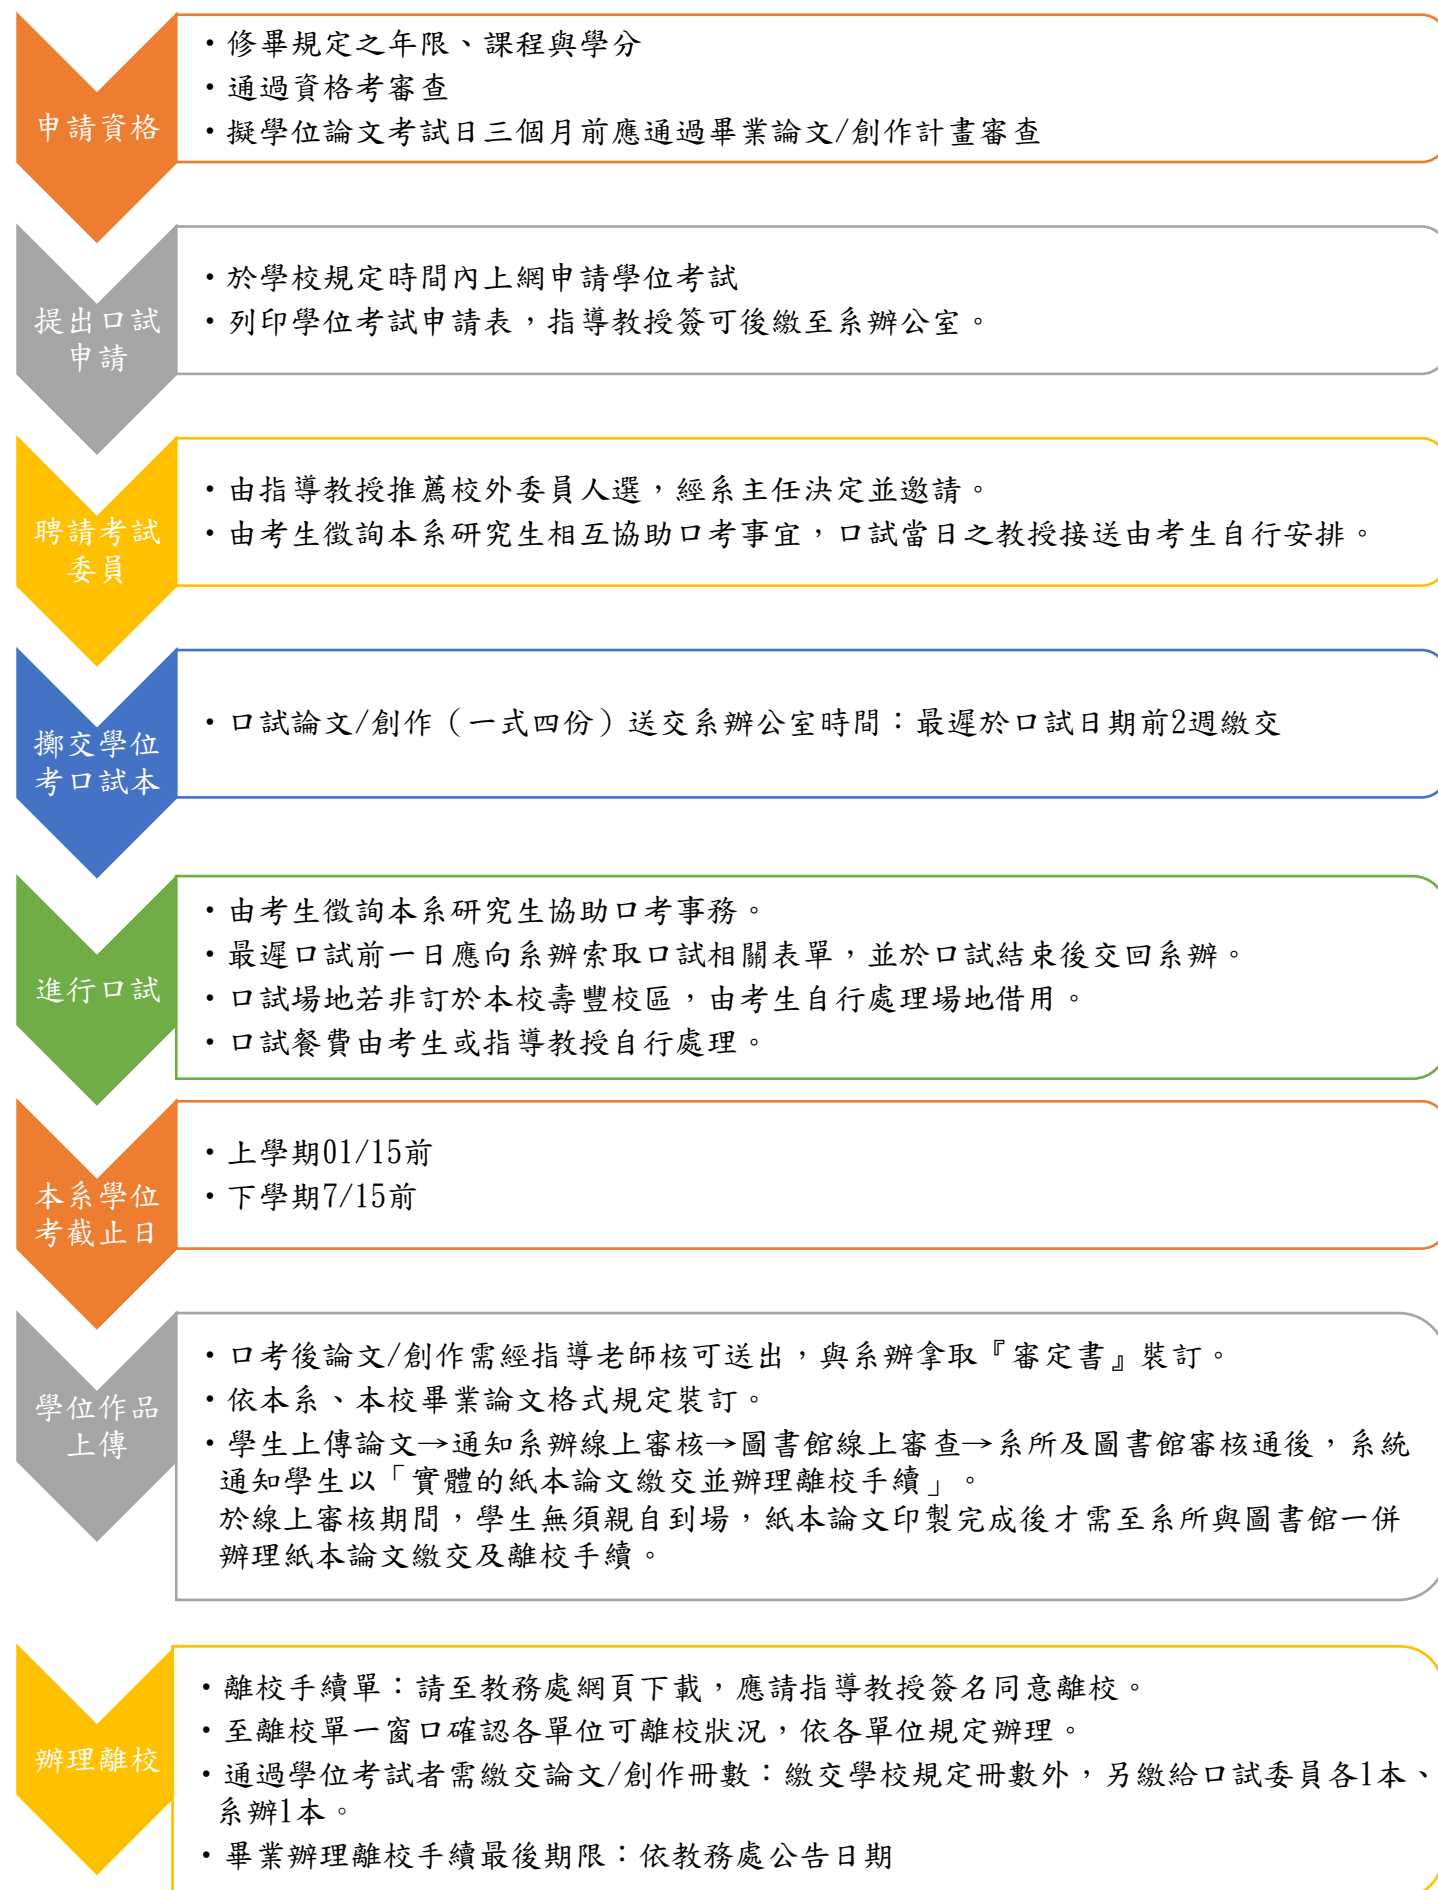 申請資格
・修畢規定之年限、課程與學分
・通過資格考審查
・擬學位論文考試日三個月前應通過畢業論文/創作計畫審查
提出口試
申請
・於學校規定時間內上網申請學位考試
・列印學位考試申請表，指導教授簽可後繳至系辦公室。
聘請考試
委員
・由指導教授推薦校外委員人選，經系主任決定並邀請。
・由考生徵詢本系研究生相互協助口考事宜，口試當日之教授接送由考生自行安排。
擲交學位
考口試本
・口試論文/創作（一式四份）送交系辦公室時間：最遲於口試日期前2週繳交
進行口試
・由考生徵詢本系研究生協助口考事務。
・最遲口試前一日應向系辦索取口試相關表單，並於口試結束後交回系辦。
・口試場地若非訂於本校壽豐校區，由考生自行處理場地借用。
・口試餐費由考生或指導教授自行處理。
本系學位
考截止日
・上學期01/15前
・下學期7/15前
學位作品
上傳
・口考後論文/創作需經指導老師核可送出，與系辦拿取『審定書』裝訂。
・依本系、本校畢業論文格式規定裝訂。
・學生上傳論文→通知系辦線上審核→圖書館線上審查→系所及圖書館審核通後，系統
通知學生以「實體的紙本論文繳交並辦理離校手續」。
於線上審核期間，學生無須親自到場，紙本論文印製完成後才需至系所與圖書館一併
辦理紙本論文繳交及離校手續。
辦理離校
・離校手續單：請至教務處網頁下載，應請指導教授簽名同意離校。
・至離校單一窗口確認各單位可離校狀況，依各單位規定辦理。
・通過學位考試者需繳交論文/創作冊數：繳交學校規定冊數外，另繳給口試委員各1本、
系辦1本。
・畢業辦理離校手續最後期限：依教務處公告日期